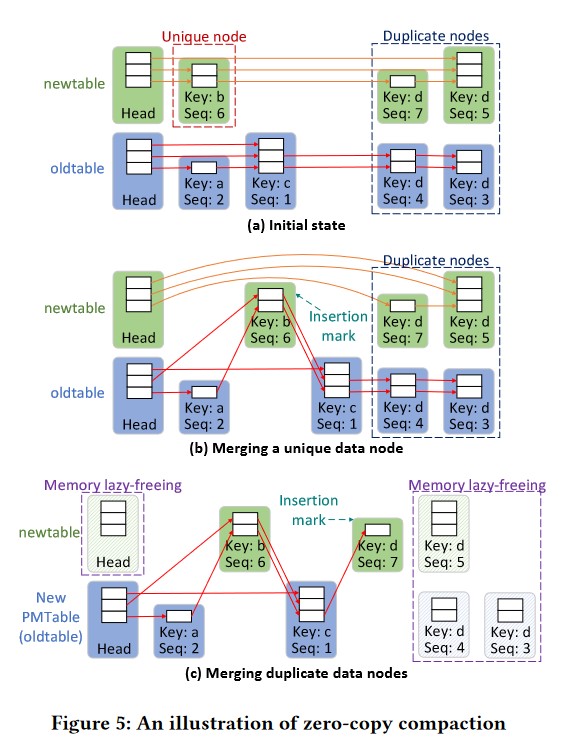 Unique node
Duplicate nodes
newtable
Head
Key: b
Seq: 6
Key: d
Seq: 7
Key: d
Seq: 5
oldtable
Head
Key: a
Seq: 2
Key: c
Seq: 1
Key: d
Seq: 4
Key: d
Seq: 3
(a) Initial state
Duplicate nodes
newtable
Head
Key: b
Seq: 6
Insertion
mark
Key: d
Seq: 7
Key: d
Seq: 5
oldtable
Head
Key: a
Seq: 2
Key: c
Seq: 1
Key: d
Seq: 4
Key: d
Seq: 3
(b) Merging a unique data node
Memory lazy-freeing
Memory lazy-freeing
newtable
Head
Key: b
Seq: 6
Insertion
mark
Key: d
Seq: 7
Key: d
Seq: 5
New
PMTable
(oldtable)
Head
Key: a
Seq: 2
Key: c
Seq: 1
Key: d
Seq: 4
Key: d
Seq: 3
(c) Merging duplicate data nodes
Figure 5: An illustration of zero-copy compaction